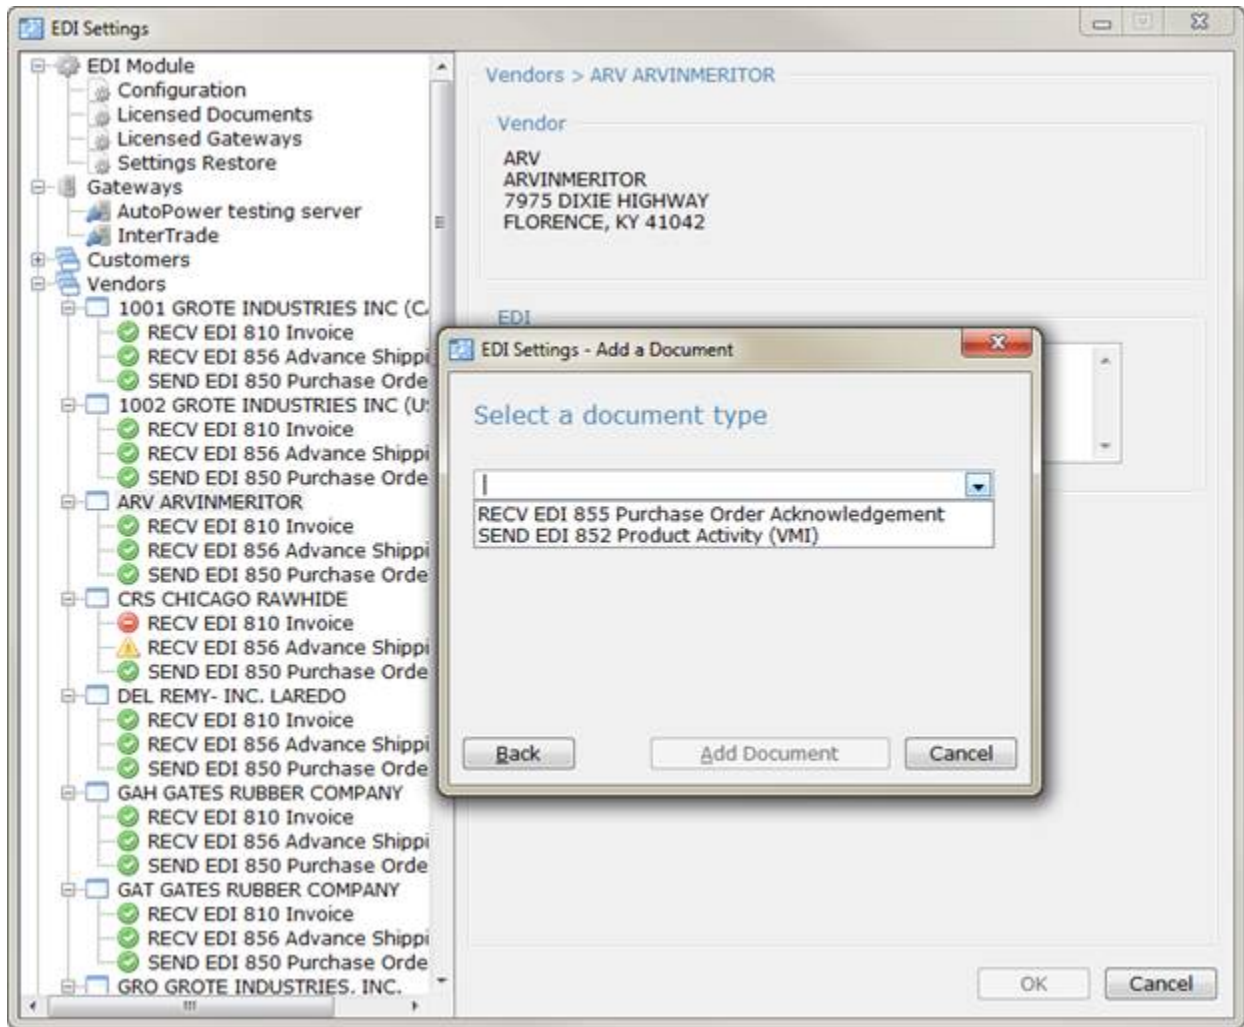 EDI Settings
EDI Module
Configuration
Licensed Documents
Licensed Gateways
Settings Restore
Gateways
AutoPower testing server
InterTrade
Customers
Vendors
1001 GROTE INDUSTRIES INC (CA
RECV EDI 810 Invoice
RECV EDI 856 Advance Shippi
SEND EDI 850 Purchase Orde
1002 GROTE INDUSTRIES INC (US
RECV EDI 810 Invoice
RECV EDI 856 Advance Shippi
SEND EDI 850 Purchase Orde
ARV ARVINMERITOR
RECV EDI 810 Invoice
RECV EDI 856 Advance Shippi
SEND EDI 850 Purchase Orde
CRS CHICAGO RAWHIDE
RECV EDI 810 Invoice
RECV EDI 856 Advance Shippi
SEND EDI 850 Purchase Orde
DEL REMY- INC. LAREDO
RECV EDI 810 Invoice
RECV EDI 856 Advance Shippi
SEND EDI 850 Purchase Orde
GAH GATES RUBBER COMPANY
RECV EDI 810 Invoice
RECV EDI 856 Advance Shippi
SEND EDI 850 Purchase Orde
GAT GATES RUBBER COMPANY
RECV EDI 810 Invoice
RECV EDI 856 Advance Shippi
SEND EDI 850 Purchase Orde
GRO GROTE INDUSTRIES, INC.
Vendors > ARV ARVINMERITOR
Vendor
ARV
ARVINMERITOR
7975 DIXIE HIGHWAY
FLORENCE, KY 41042
EDI
EDI Settings - Add a Document
Select a document type
RECV EDI 855 Purchase Order Acknowledgement
SEND EDI 852 Product Activity (VMI)
Back
Add Document
Cancel
OK
Cancel